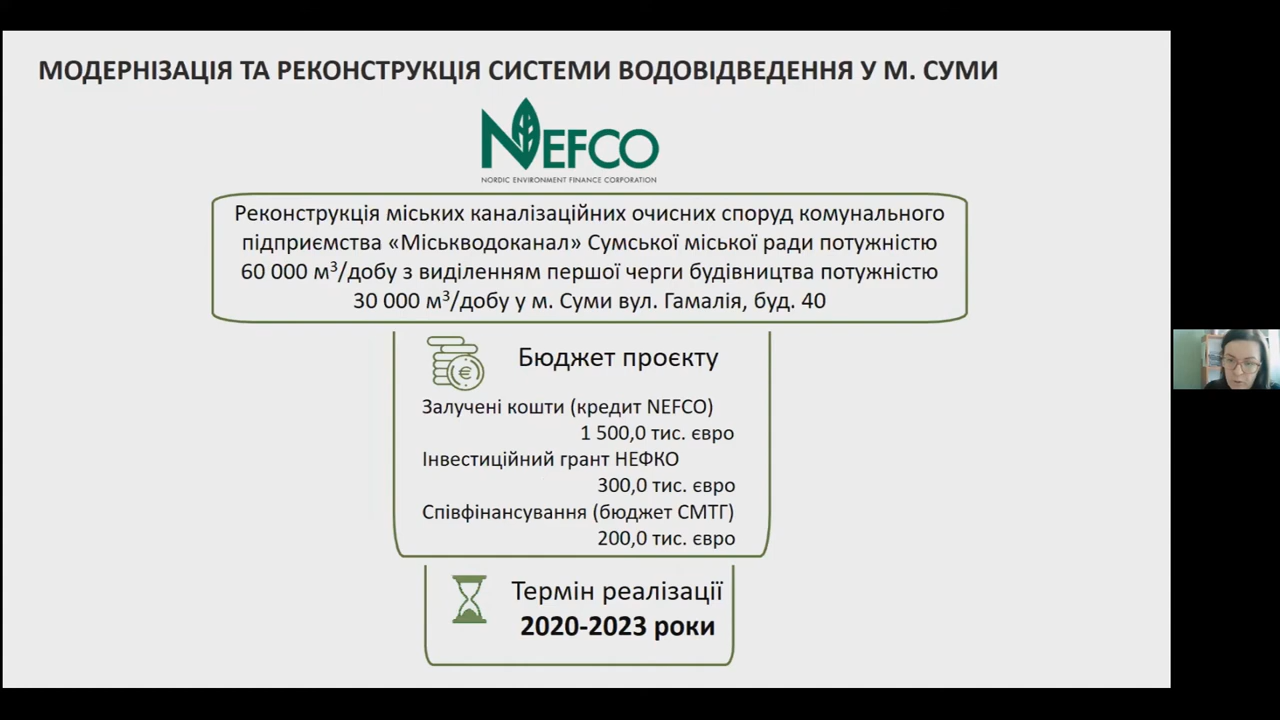 МОДЕРНІЗАЦІЯ ТА РЕКОНСТРУКЦІЯ СИСТЕМИ ВОДОВІДВЕДЕННЯ У М. СУМИ
NEFCO
NORDIC ENVIRONMENT FINANCE CORPORATION
Реконструкція міських каналізаційних очисних споруд комунального
підприємства «Міськводоканал» Сумської міської ради потужністю
60 000 м³/добу з виділенням першої черги будівництва потужністю
30 000 м³/добу у м. Суми вул. Гамалія, буд. 40
Бюджет проєкту
Залучені кошти (кредит NEFCO)
1 500,0 тис. євро
Інвестиційний грант НЕФКО
300,0 тис. євро
Співфінансування (бюджет СМТГ)
200,0 тис. євро
Термін реалізації
2020-2023 роки